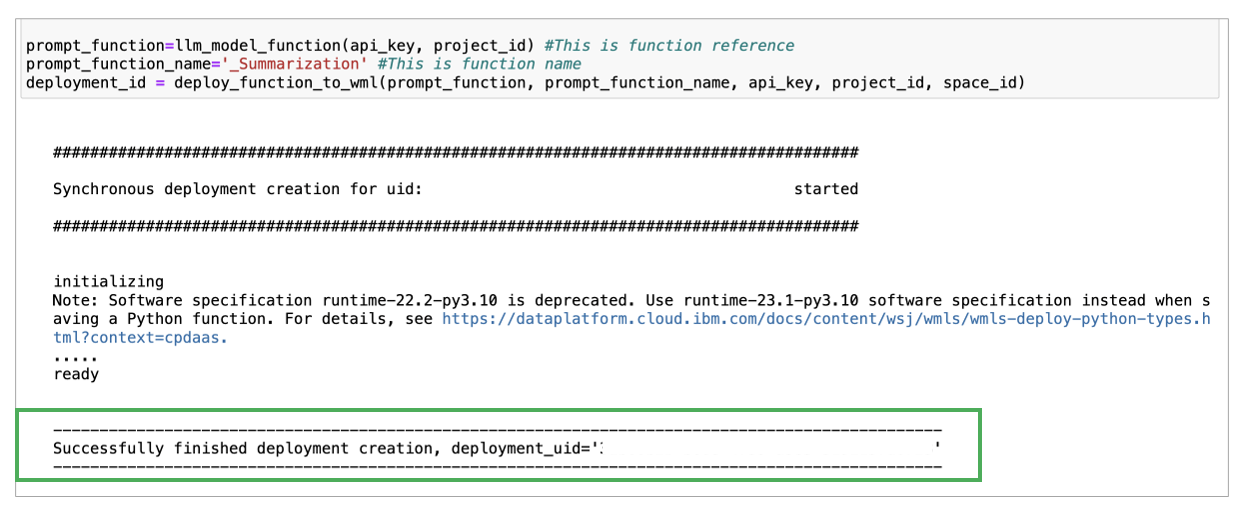 prompt_function=llm_model_function(api_key, project_id) #This is function reference
prompt_function_name='_Summarization' #This is function name
deployment_id = deploy_function_to_wml(prompt_function, prompt_function_name, api_key, project_id, space_id)
#######################################################################################
Synchronous deployment creation for uid: started
#######################################################################################
initializing
Note: Software specification runtime-22.2-py3.10 is deprecated. Use runtime-23.1-py3.10 software specification instead when s
aving a Python function. For details, see https://dataplatform.cloud.ibm.com/docs/content/wsj/wmls/wmls-deploy-python-types.h
tml?context=cpdaas.
.....
ready
------------------------------------------------------------------------------------------------
Successfully finished deployment creation, deployment_uid=' '
------------------------------------------------------------------------------------------------